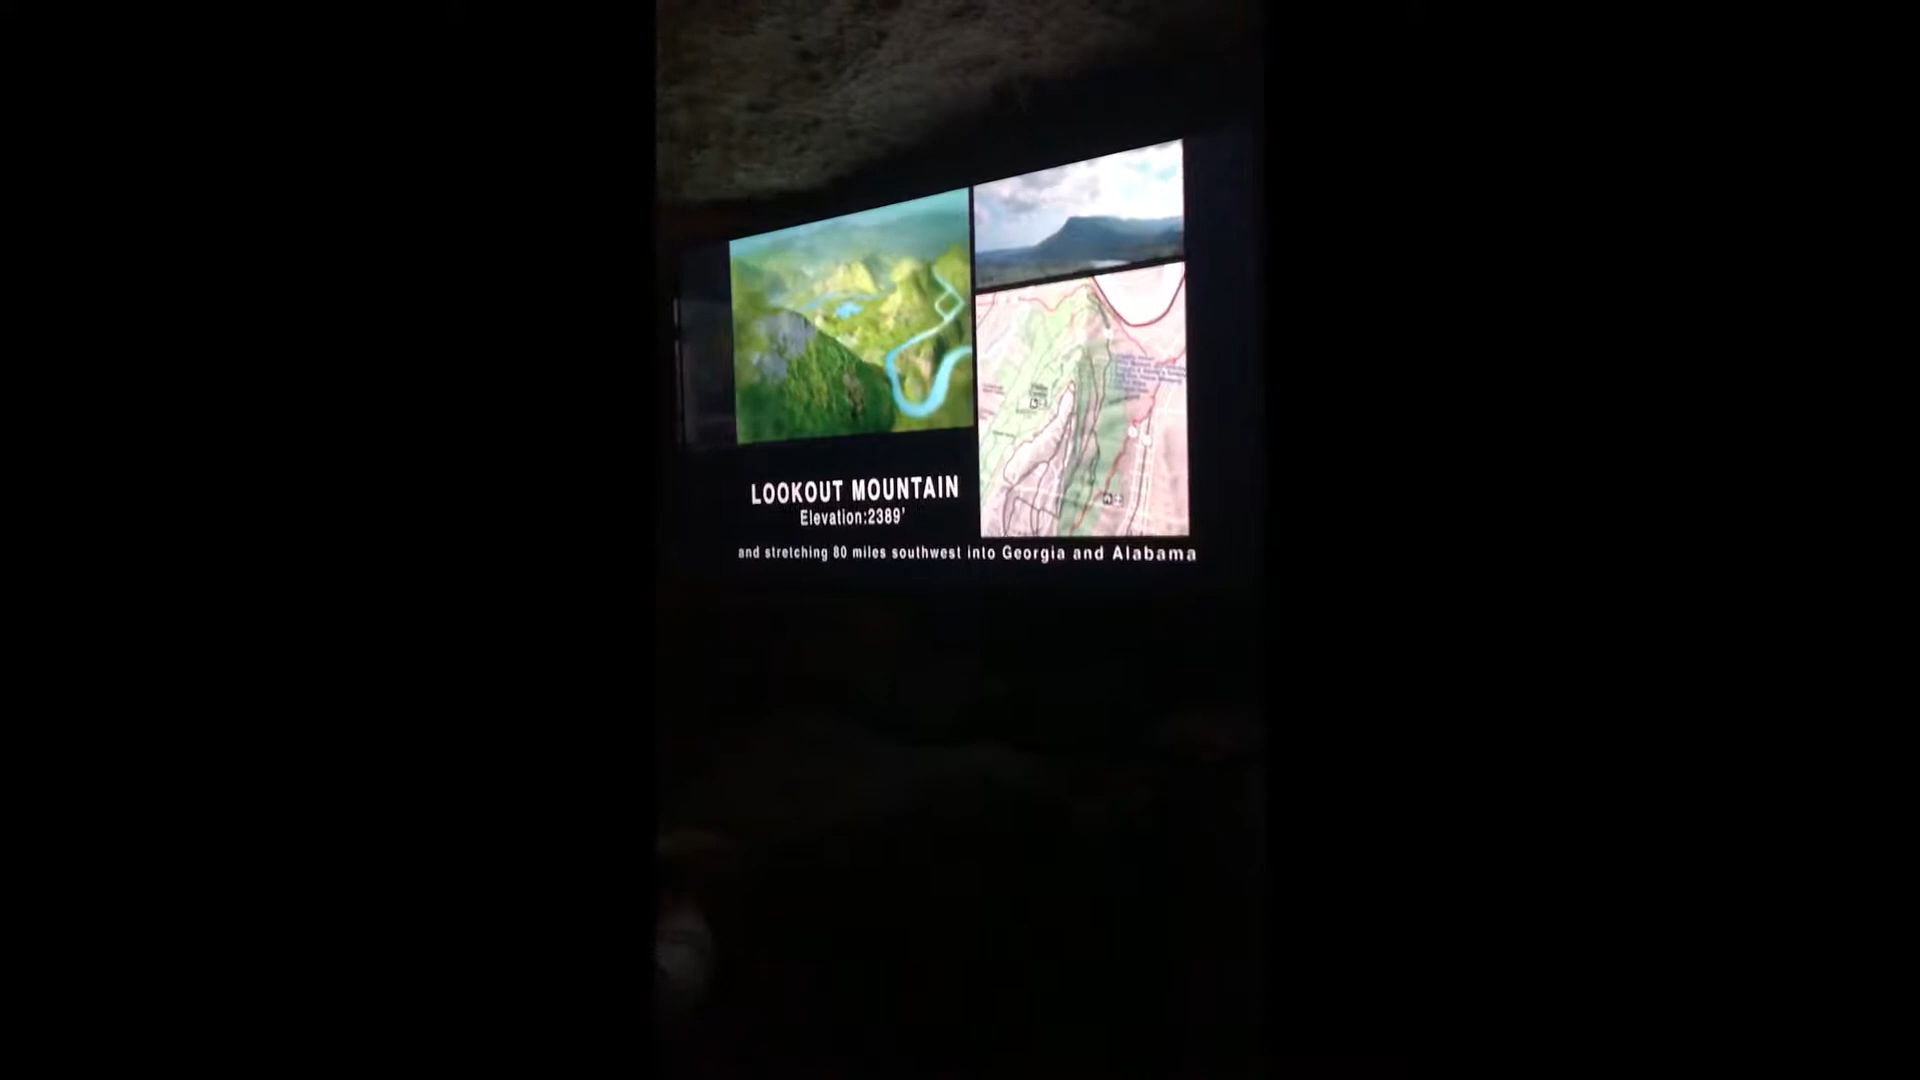 LOOKOUT MOUNTAIN
Elevation:2389'
and stretching 80 miles southwest into Georgia and Alabama